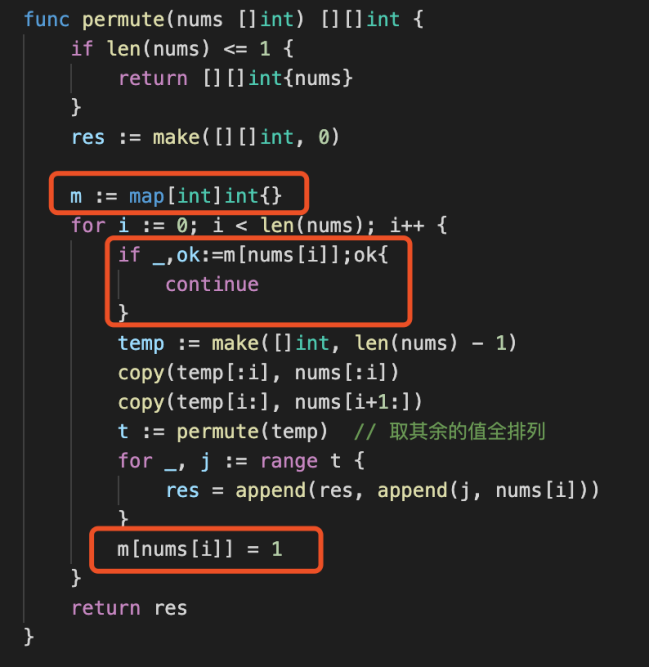 func permute(nums []int) [][]int {
    if len(nums) <= 1 {
        return [][]int{nums}
    }
    res := make([][]int, 0)
    m := map[int]int{}
    for i := 0; i < len(nums); i++ {
        if _,ok:=m[nums[i]];ok{
            continue
        }
        temp := make([]int, len(nums) - 1)
        copy(temp[:i], nums[:i])
        copy(temp[i:], nums[i+1:])
        t := permute(temp)  // 取其余的值全排列
        for _, j := range t {
            res = append(res, append(j, nums[i]))
        }
        m[nums[i]] = 1
    }
    return res
}